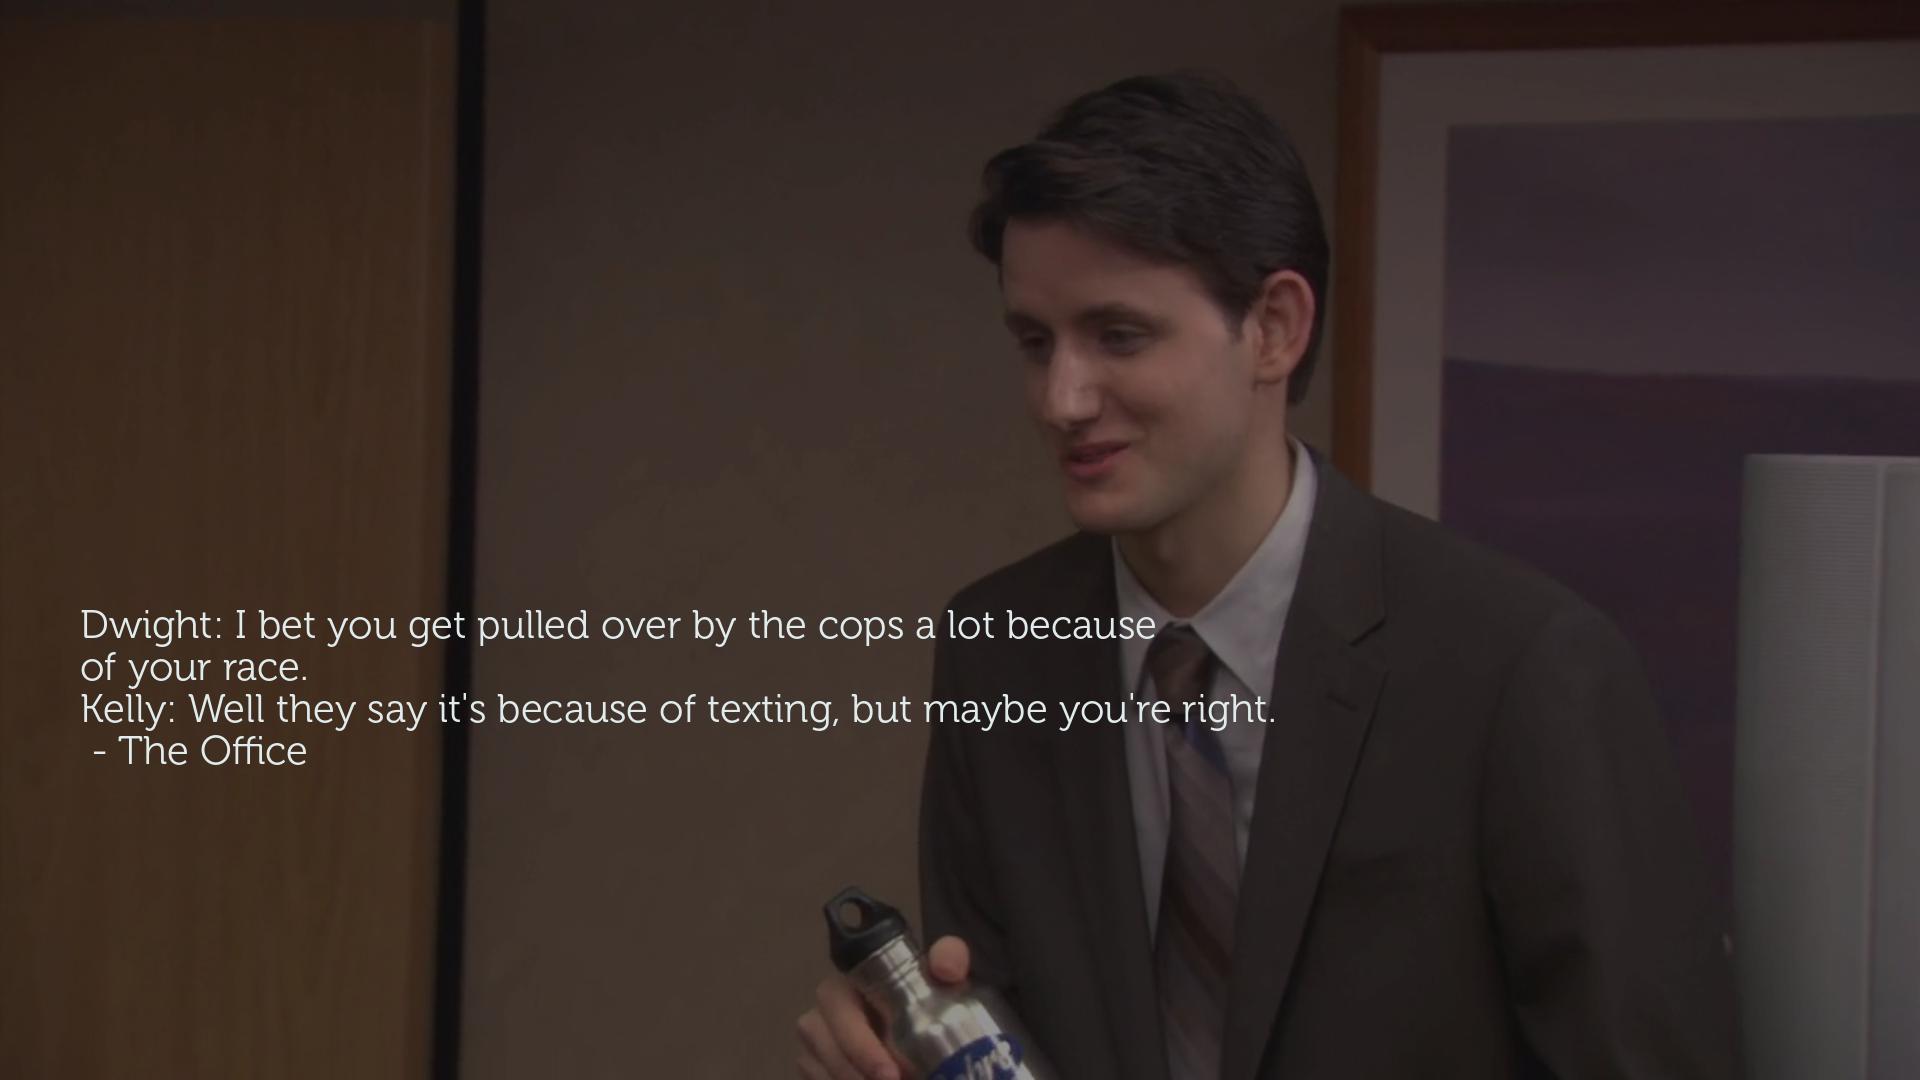 Dwight: I bet you get pulled over by the cops a lot because
of your race.
Kelly: Well they say it's because of texting, but maybe you're right.
- The Office